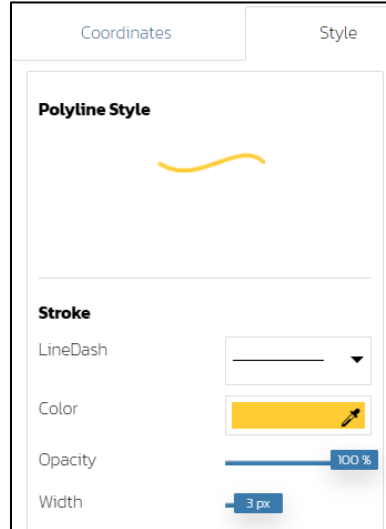 Coordinates Style
Polyline Style
Stroke
LineDash
Color
Opacity 100 %
Width 3 px